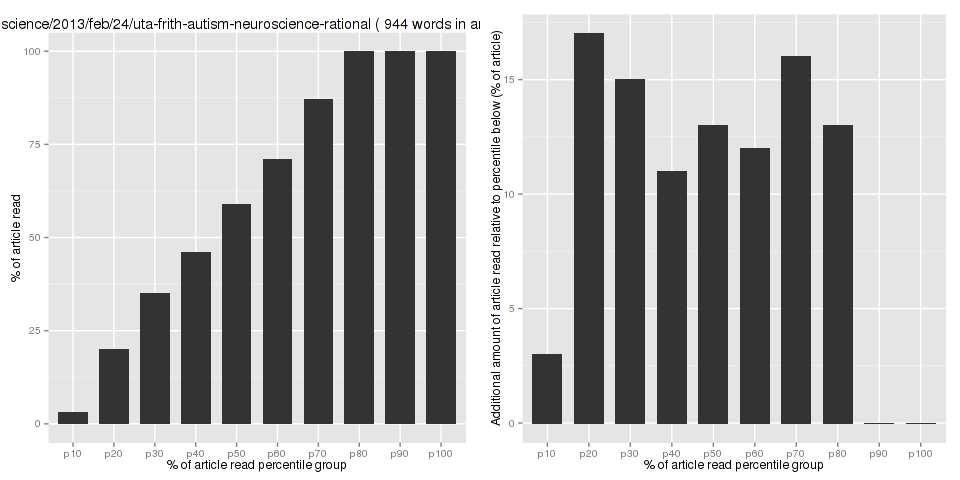 science/2013/feb/24/uta-frith-autism-neuroscience-rational ( 944 words in ar
% of article read
100
75
50
25
0
p10 p20 p30 p40 p50 p60 p70 p80 p90 p100
% of article read percentile group
Additional amount of article read relative to percentile below (% of article)
15
10
5
0
p10 p20 p30 p40 p50 p60 p70 p80 p90 p100
% of article read percentile group